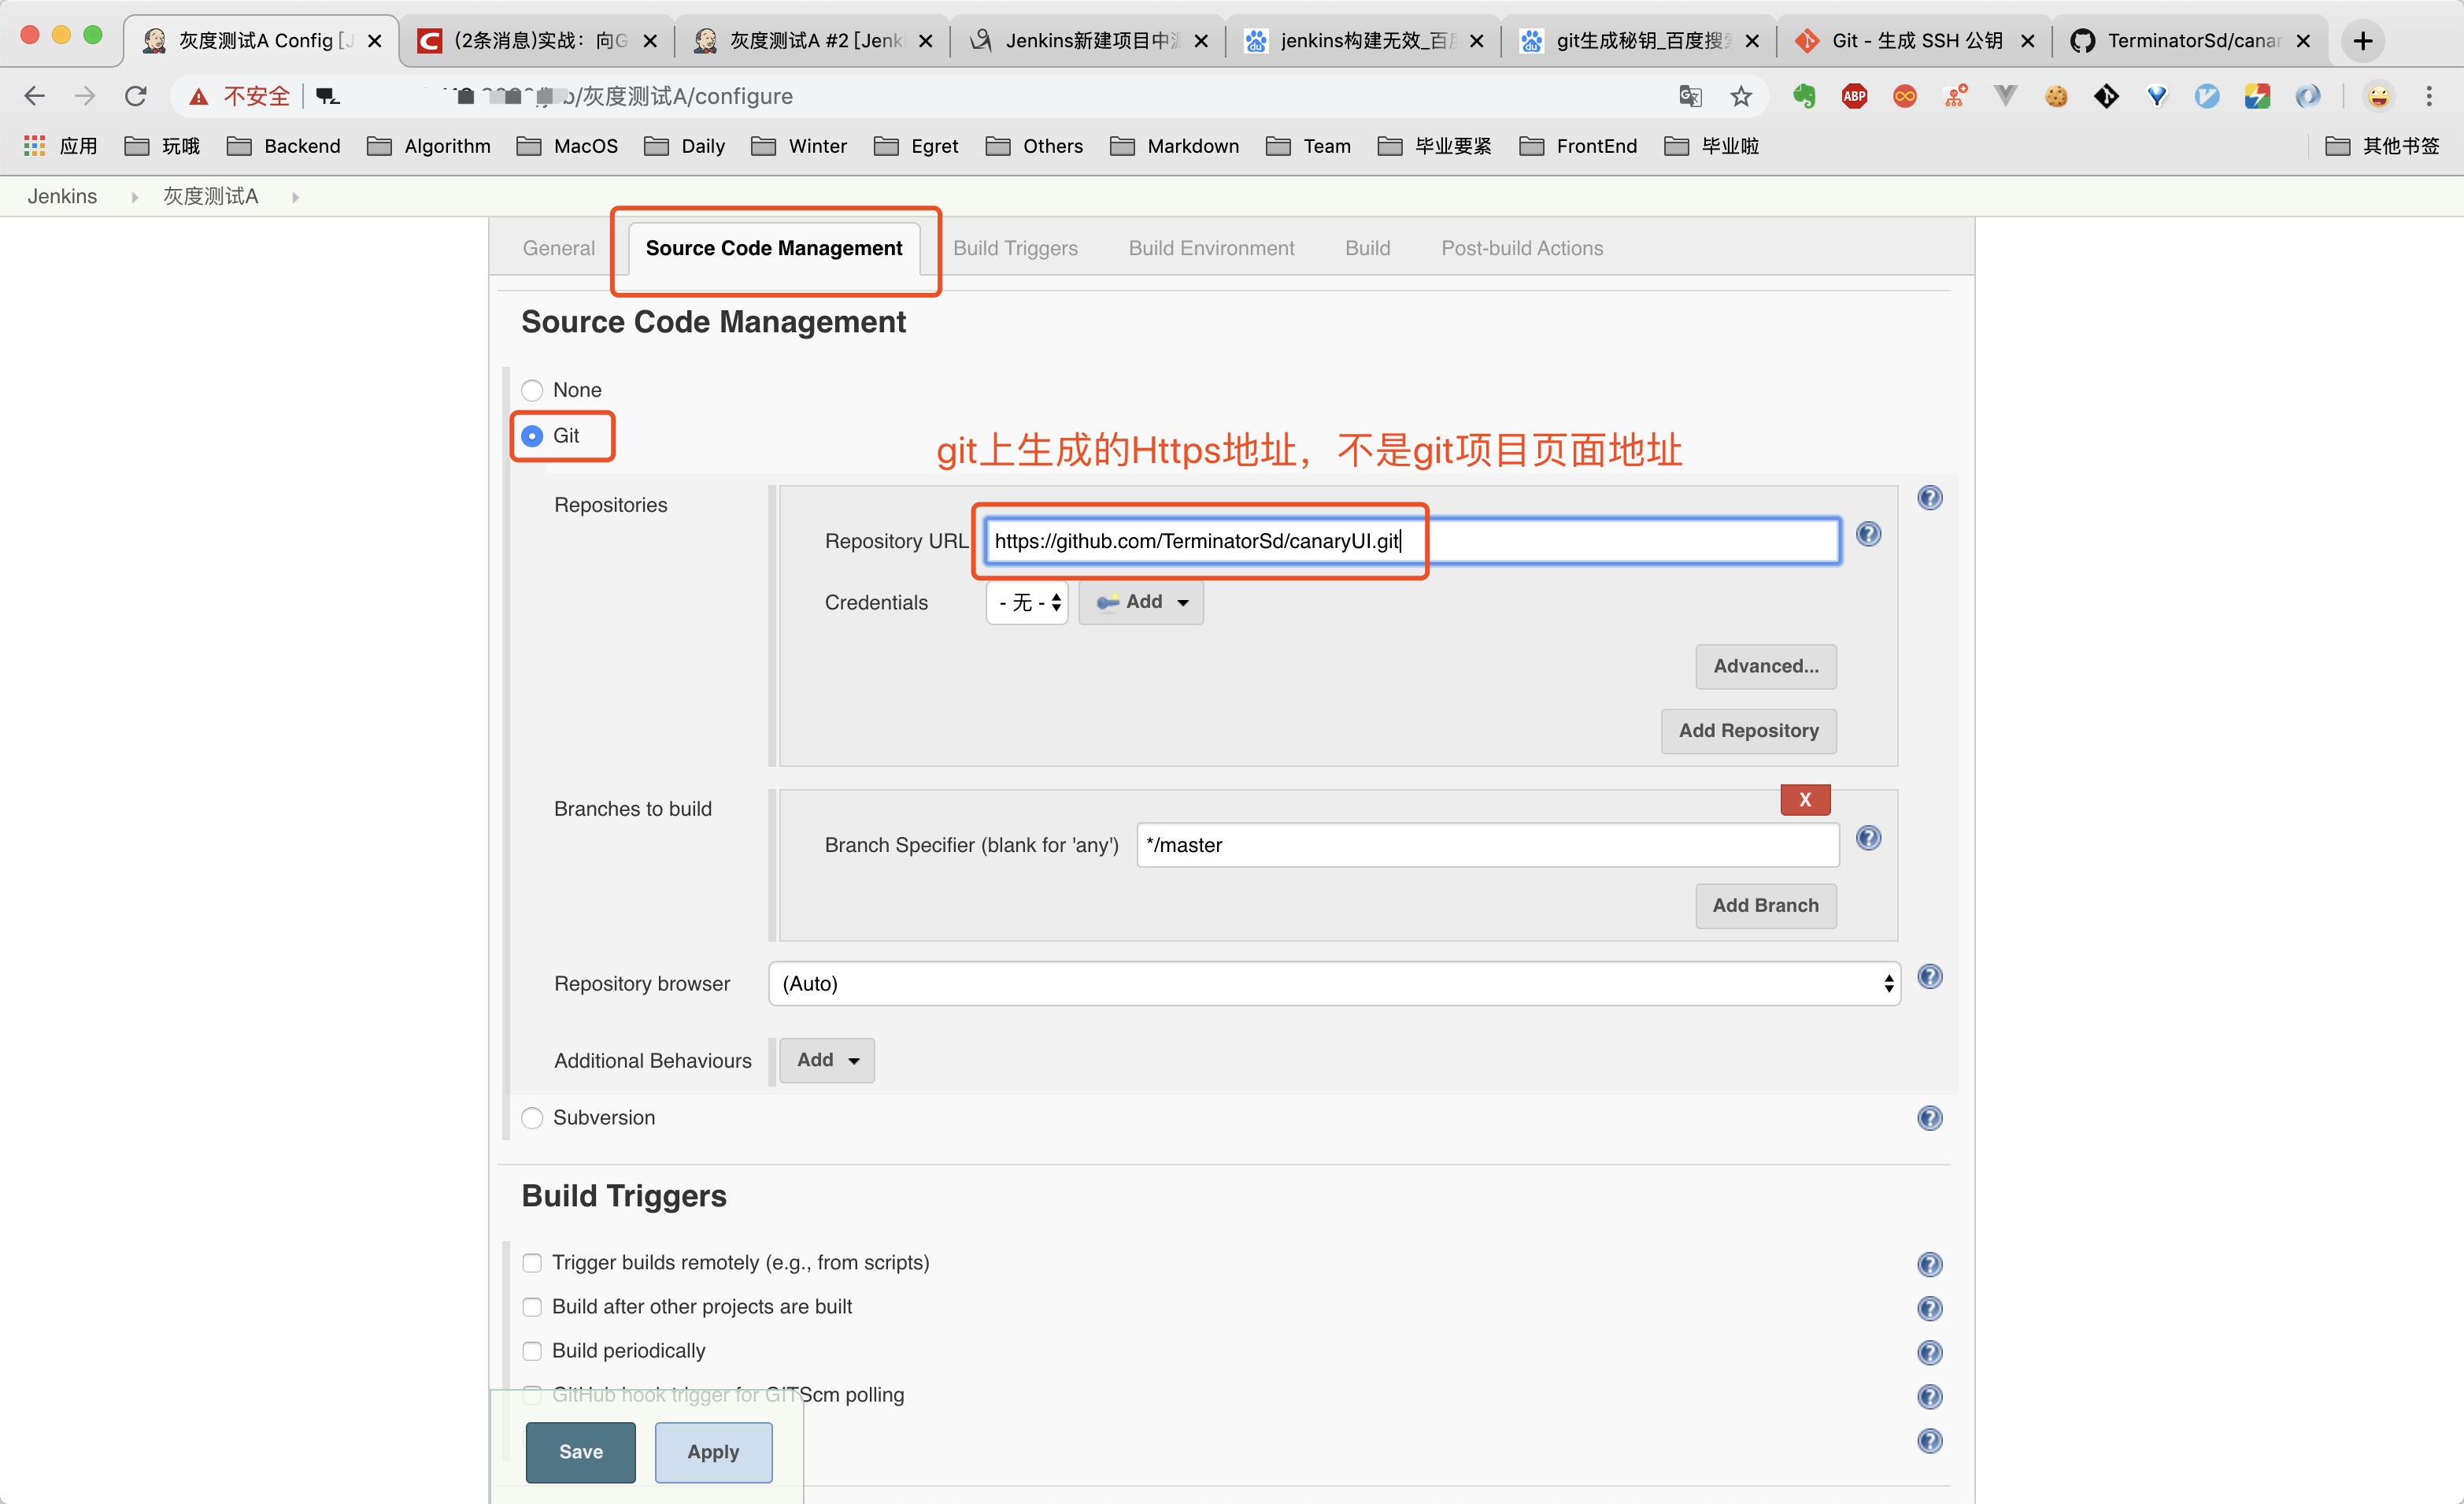 灰度测试A Config [J
(2条消息)实战：向G
灰度测试A #2 [Jenk
Jenkins新建项目中源
jenkins构建无效_百度
git生成秘钥_百度搜索
Git - 生成 SSH 公钥
TerminatorSd/canar
不安全
b/灰度测试A/configure
ABP
应用
玩哦
Backend
Algorithm
MacOS
Daily
Winter
Egret
Others
Markdown
Team
毕业要紧
FrontEnd
毕业啦
其他书签
Jenkins
灰度测试A
General
Source Code Management
Build Triggers
Build Environment
Build
Post-build Actions
Source Code Management
None
Git
git上生成的Https地址，不是git项目页面地址
Repositories
Repository URL
https://github.com/TerminatorSd/canaryUI.git
Credentials
- 无 -
Add
Advanced...
Add Repository
Branches to build
X
Branch Specifier (blank for 'any')
*/master
Add Branch
Repository browser
(Auto)
Additional Behaviours
Add
Subversion
Build Triggers
Trigger builds remotely (e.g., from scripts)
Build after other projects are built
Build periodically
GitHub hook trigger for GITScm polling
Save
Apply